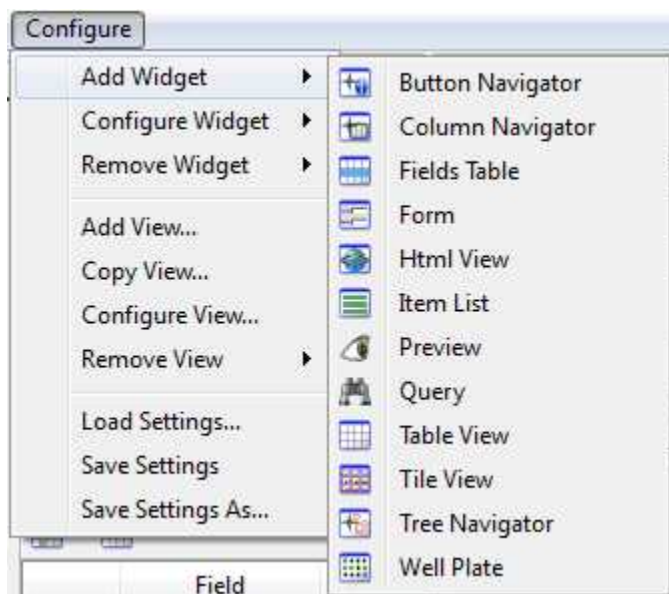 Configure
Add Widget
Configure Widget
Remove Widget
Add View...
Copy View...
Configure View...
Remove View
Load Settings...
Save Settings
Save Settings As...
Button Navigator
Column Navigator
Fields Table
Form
Html View
Item List
Preview
Query
Table View
Tile View
Tree Navigator
Well Plate
Field